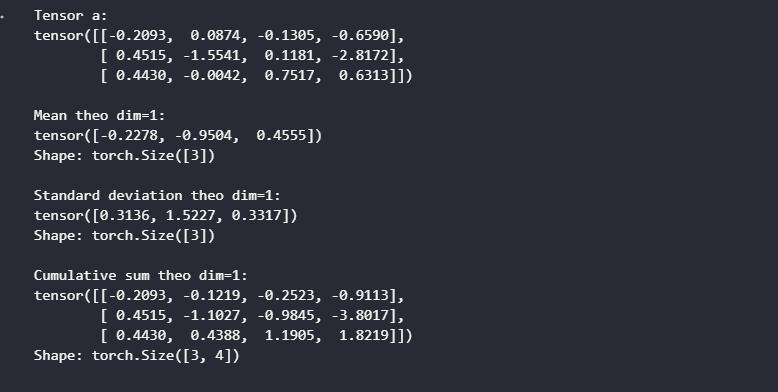 Tensor a:
tensor([[-0.2093,  0.0874, -0.1305, -0.6590],
        [ 0.4515, -1.5541,  0.1181, -2.8172],
        [ 0.4430, -0.0042,  0.7517,  0.6313]])
Mean theo dim=1:
tensor([-0.2278, -0.9504,  0.4555])
Shape: torch.Size([3])
Standard deviation theo dim=1:
tensor([0.3136, 1.5227, 0.3317])
Shape: torch.Size([3])
Cumulative sum theo dim=1:
tensor([[-0.2093, -0.1219, -0.2523, -0.9113],
        [ 0.4515, -1.1027, -0.9845, -3.8017],
        [ 0.4430,  0.4388,  1.1905,  1.8219]])
Shape: torch.Size([3, 4])